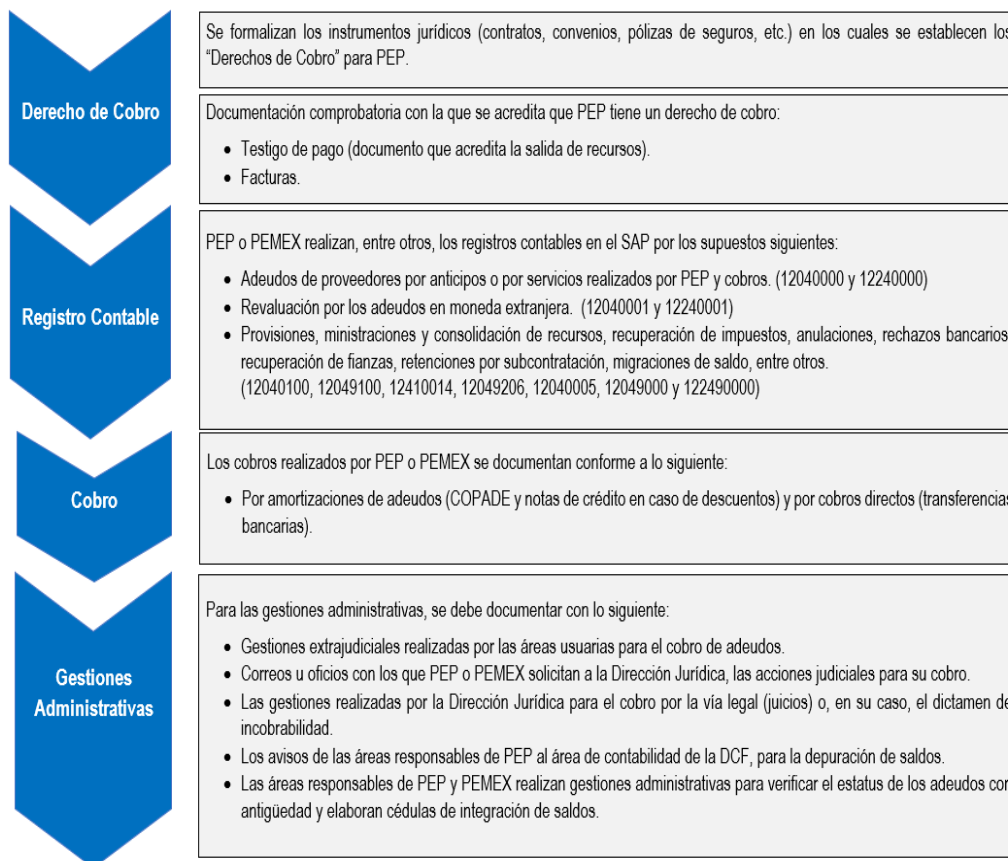 Derecho de Cobro
Se formalizan los instrumentos jurídicos (contratos, convenios, pólizas de seguros, etc.) en los cuales se establecen los
“Derechos de Cobro” para PEP.
Documentación comprobatoria con la que se acredita que PEP tiene un derecho de cobro:
• Testigo de pago (documento que acredita la salida de recursos).
• Facturas.
Registro Contable
PEP o PEMEX realizan, entre otros, los registros contables en el SAP por los supuestos siguientes:
• Adeudos de proveedores por anticipos o por servicios realizados por PEP y cobros. (12040000 y 12240000)
• Revaluación por los adeudos en moneda extranjera. (12040001 y 12240001)
• Provisiones, ministraciones y consolidación de recursos, recuperación de impuestos, anulaciones, rechazos bancarios
recuperación de fianzas, retenciones por subcontratación, migraciones de saldo, entre otros.
(12040100, 12049100, 12410014, 12049206, 12040005, 12049000 y 122490000)
Cobro
Los cobros realizados por PEP o PEMEX se documentan conforme a lo siguiente:
• Por amortizaciones de adeudos (COPADE y notas de crédito en caso de descuentos) y por cobros directos (transferencias
bancarias).
Gestiones
Administrativas
Para las gestiones administrativas, se debe documentar con lo siguiente:
• Gestiones extrajudiciales realizadas por las áreas usuarias para el cobro de adeudos.
• Correos u oficios con los que PEP o PEMEX solicitan a la Dirección Jurídica, las acciones judiciales para su cobro.
• Las gestiones realizadas por la Dirección Jurídica para el cobro por la vía legal (juicios) o, en su caso, el dictamen de
incobrabilidad.
• Los avisos de las áreas responsables de PEP al área de contabilidad de la DCF, para la depuración de saldos.
• Las áreas responsables de PEP y PEMEX realizan gestiones administrativas para verificar el estatus de los adeudos con
antigüedad y elaboran cédulas de integración de saldos.